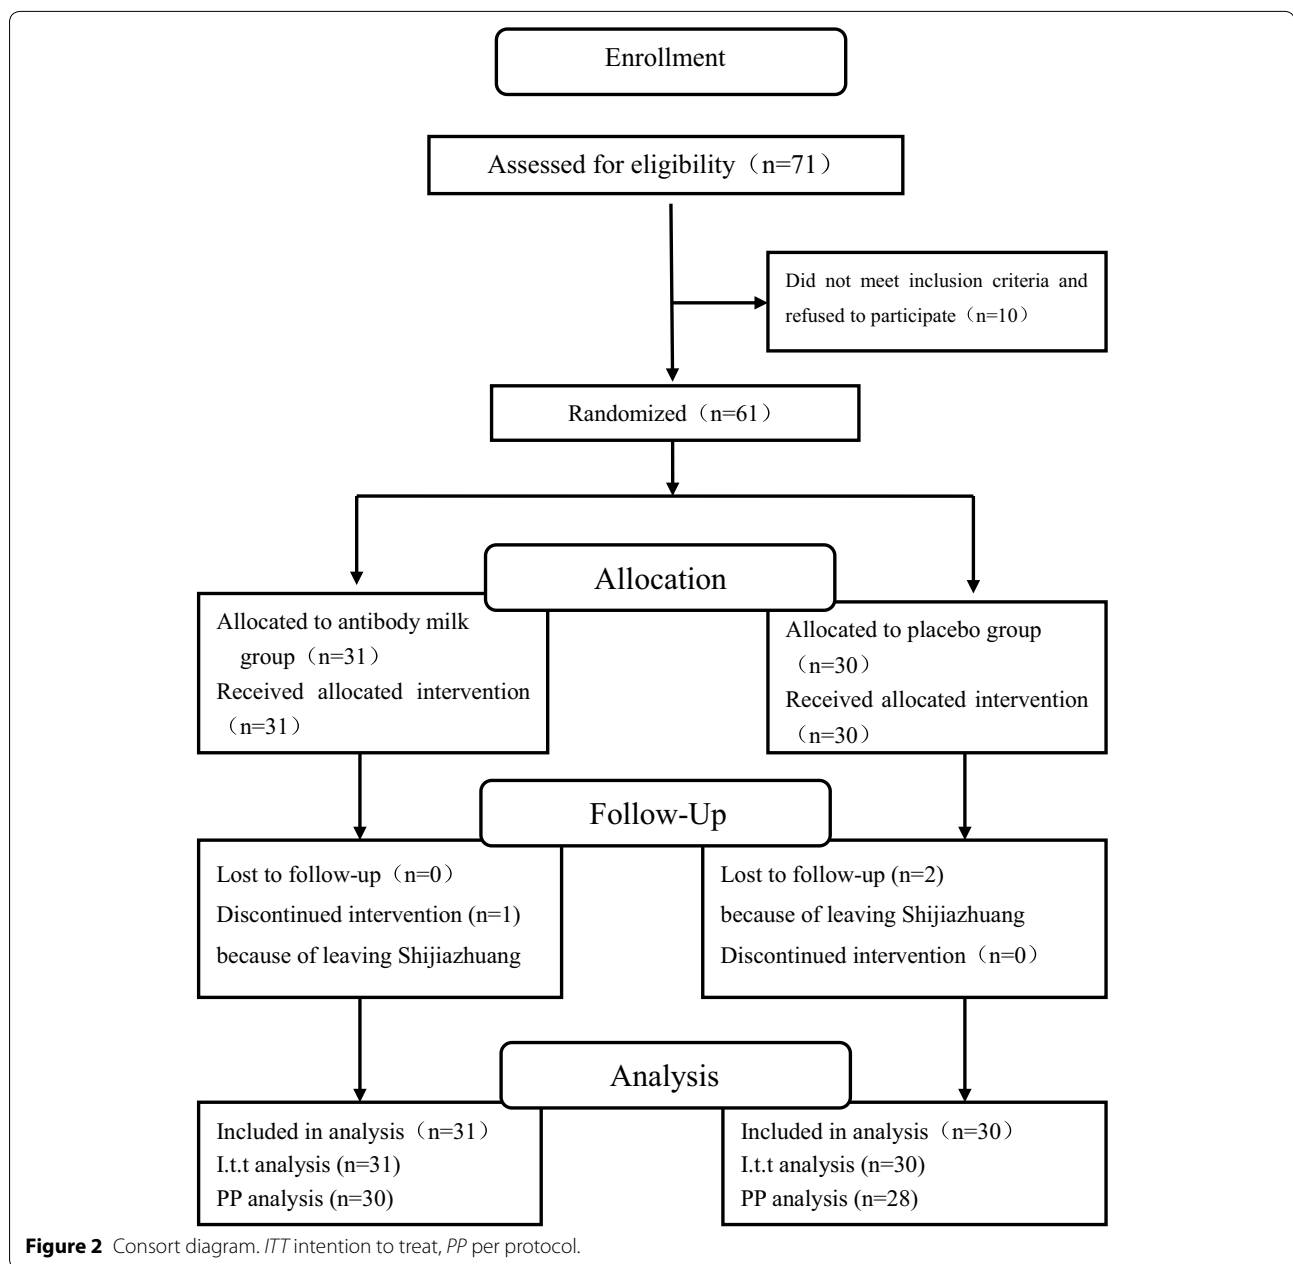 Enrollment
Assessed for eligibility（n=71）
Did not meet inclusion criteria and
refused to participate（n=10）
Randomized（n=61）
Allocation
Allocated to antibody milk
group（n=31）
Received allocated intervention
（n=31）
Allocated to placebo group
（n=30）
Received allocated intervention
（n=30）
Follow-Up
Lost to follow-up（n=0）
Discontinued intervention (n=1)
because of leaving Shijiazhuang
Lost to follow-up (n=2)
because of leaving Shijiazhuang
Discontinued intervention（n=0）
Analysis
Included in analysis（n=31）
I.t.t analysis (n=31)
PP analysis (n=30)
Included in analysis（n=30）
I.t.t analysis (n=30)
PP analysis (n=28)
Figure 2 Consort diagram. ITT intention to treat, PP per protocol.